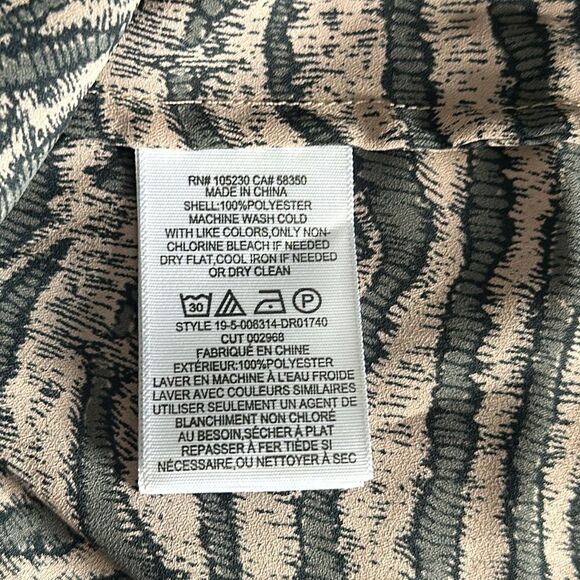 RN# 105230 CA# 58350
MADE IN CHINA
SHELL:100%POLYESTER
MACHINE WASH COLD
WITH LIKE COLORS,ONLY NON-
CHLORINE BLEACH IF NEEDED
DRY FLAT,COOL IRON IF NEEDED
OR DRY CLEAN
30 P
STYLE 19-5-006314-DR01740
CUT 002968
FABRIQUÉ EN CHINE
EXTÉRIEUR:100%POLYESTER
LAVER EN MACHINE À L'EAU FROIDE
LAVER AVEC COULEURS SIMILAIRES
UTILISER SEULEMENT UN AGENT DE
BLANCHIMENT NON CHLORÉ
AU BESOIN,SÉCHER À PLAT
REPASSER À FER TIÈDE SI
NÉCESSAIRE,OU NETTOYER À SEC